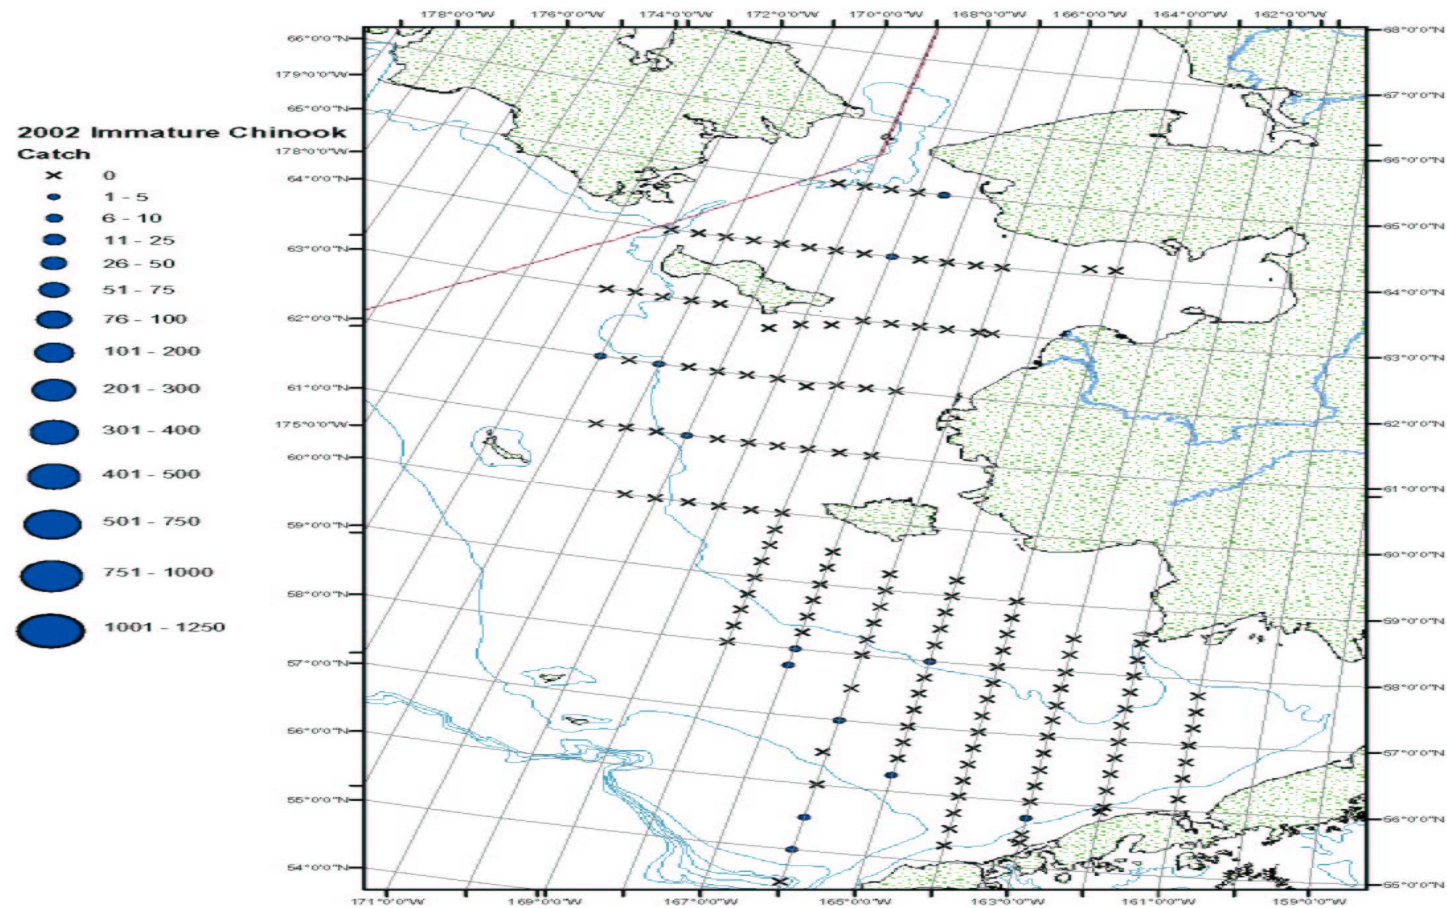 178°0'0"W 176°0'0"W 174°0'0"W 172°0'0"W 170°0'0"W 168°0'0"W 166°0'0"W 164°0'0"W 162°0'0"W
66°0'0"N
179°0'0"W
65°0'0"N
178°0'0"W
64°0'0"N
63°0'0"N
62°0'0"N
61°0'0"N
175°0'0"W
60°0'0"N
59°0'0"N
58°0'0"N
57°0'0"N
56°0'0"N
55°0'0"N
54°0'0"N
2002 Immature Chinook
Catch
0
1 - 5
6 - 10
11 - 25
26 - 50
51 - 75
76 - 100
101 - 200
201 - 300
301 - 400
401 - 500
501 - 750
751 - 1000
1001 - 1250
68°0'0"N
67°0'0"N
66°0'0"N
65°0'0"N
64°0'0"N
63°0'0"N
62°0'0"N
61°0'0"N
60°0'0"N
59°0'0"N
58°0'0"N
57°0'0"N
56°0'0"N
55°0'0"N
171°0'0"W 169°0'0"W 167°0'0"W 165°0'0"W 163°0'0"W 161°0'0"W 159°0'0"W